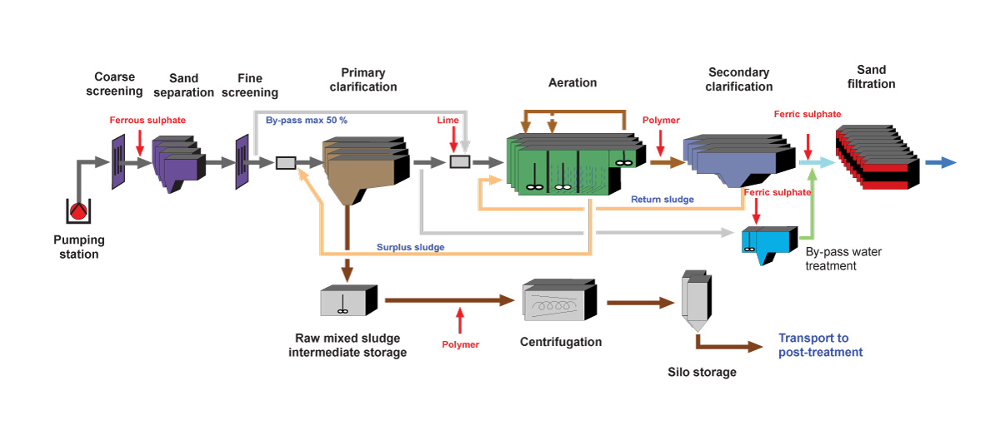 Coarse
screening
Sand
separation
Fine
screening
Primary
clarification
Aeration
Secondary
clarification
Sand
filtration
Ferrous sulphate
By-pass max 50 %
Lime
Polymer
Ferric sulphate
Pumping
station
Return sludge
Ferric sulphate
Surplus sludge
By-pass water
treatment
Raw mixed sludge
intermediate storage
Polymer
Centrifugation
Silo storage
Transport to
post-treatment